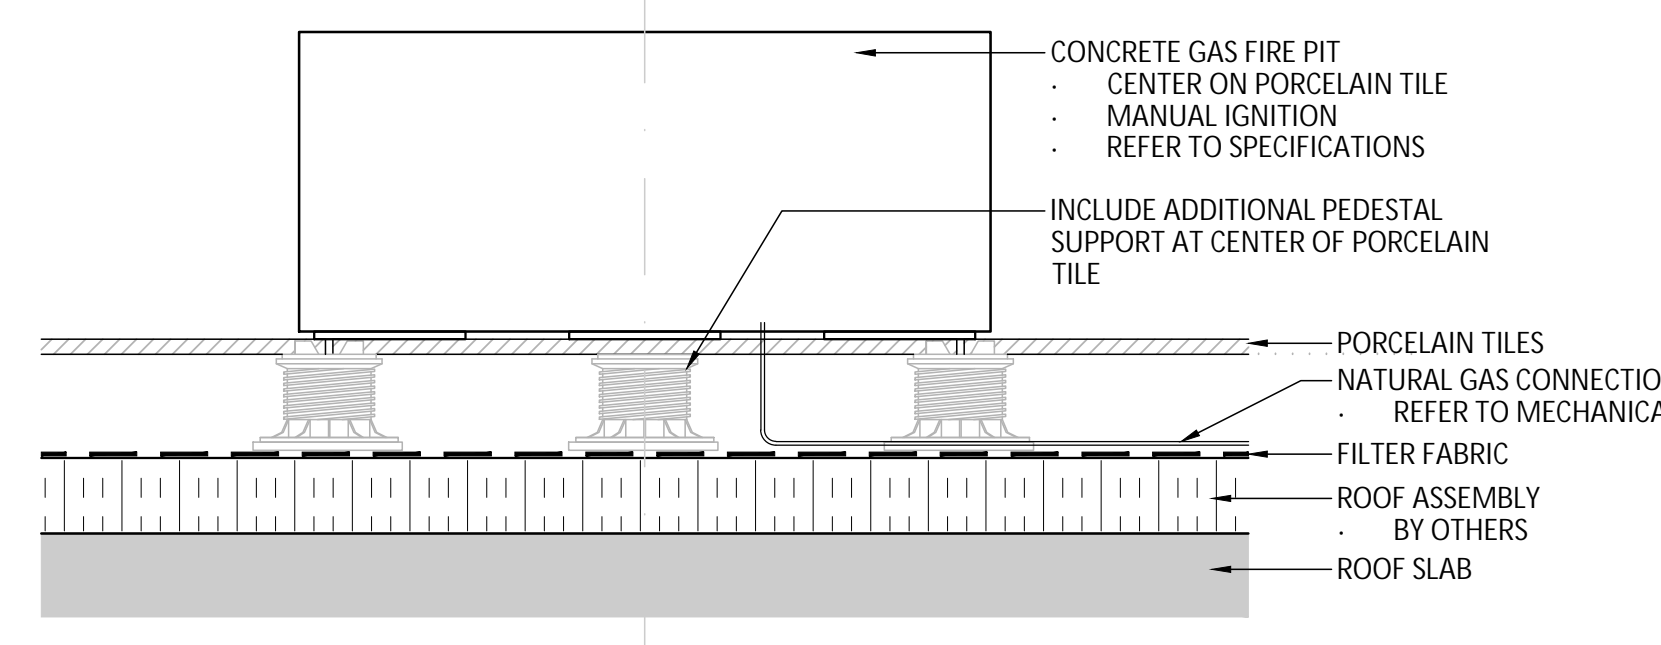 CONCRETE GAS FIRE PIT
· CENTER ON PORCELAIN TILE
· MANUAL IGNITION
· REFER TO SPECIFICATIONS
INCLUDE ADDITIONAL PEDESTAL
SUPPORT AT CENTER OF PORCELAIN
TILE
PORCELAIN TILES
NATURAL GAS CONNECTIO
· REFER TO MECHANICA
FILTER FABRIC
ROOF ASSEMBLY
· BY OTHERS
ROOF SLAB